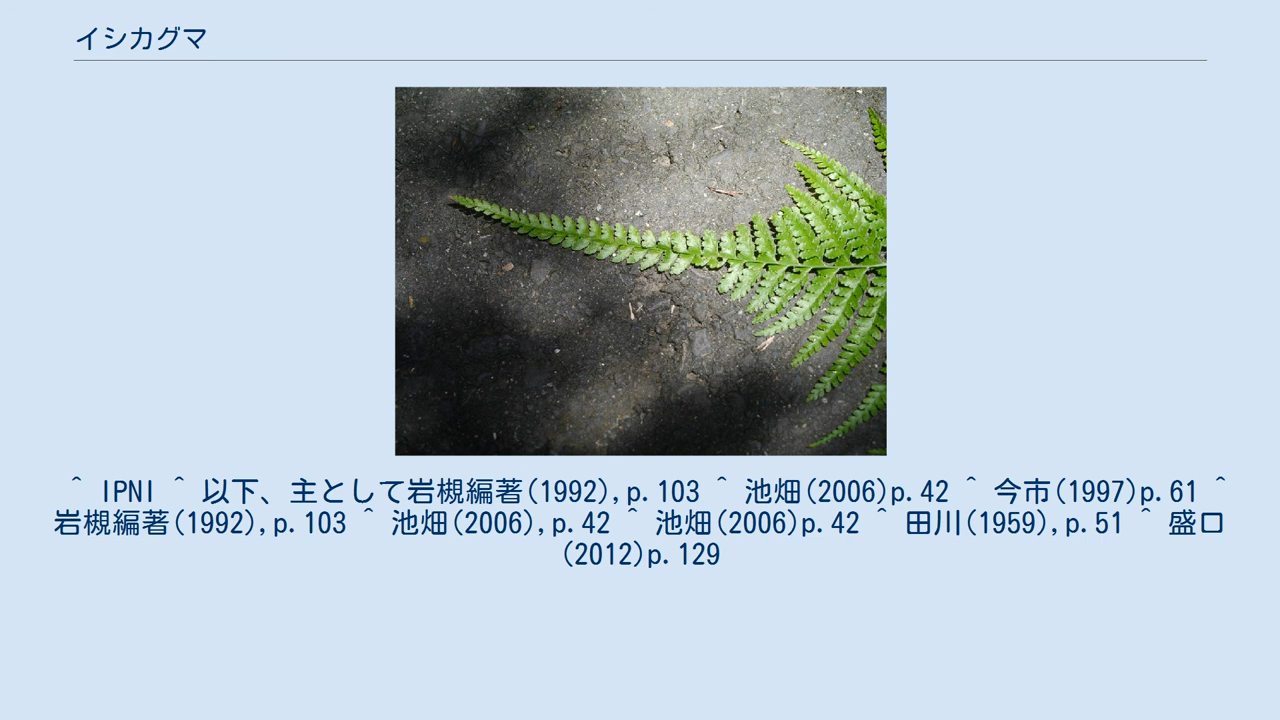 イシカグマ
^ IPNI ^ 以下、主として岩槻編著(1992),p.103 ^ 池畑(2006)p.42 ^ 今市(1997)p.61 ^
岩槻編著(1992),p.103 ^ 池畑(2006),p.42 ^ 池畑(2006)p.42 ^ 田川(1959),p.51 ^ 盛口
(2012)p.129